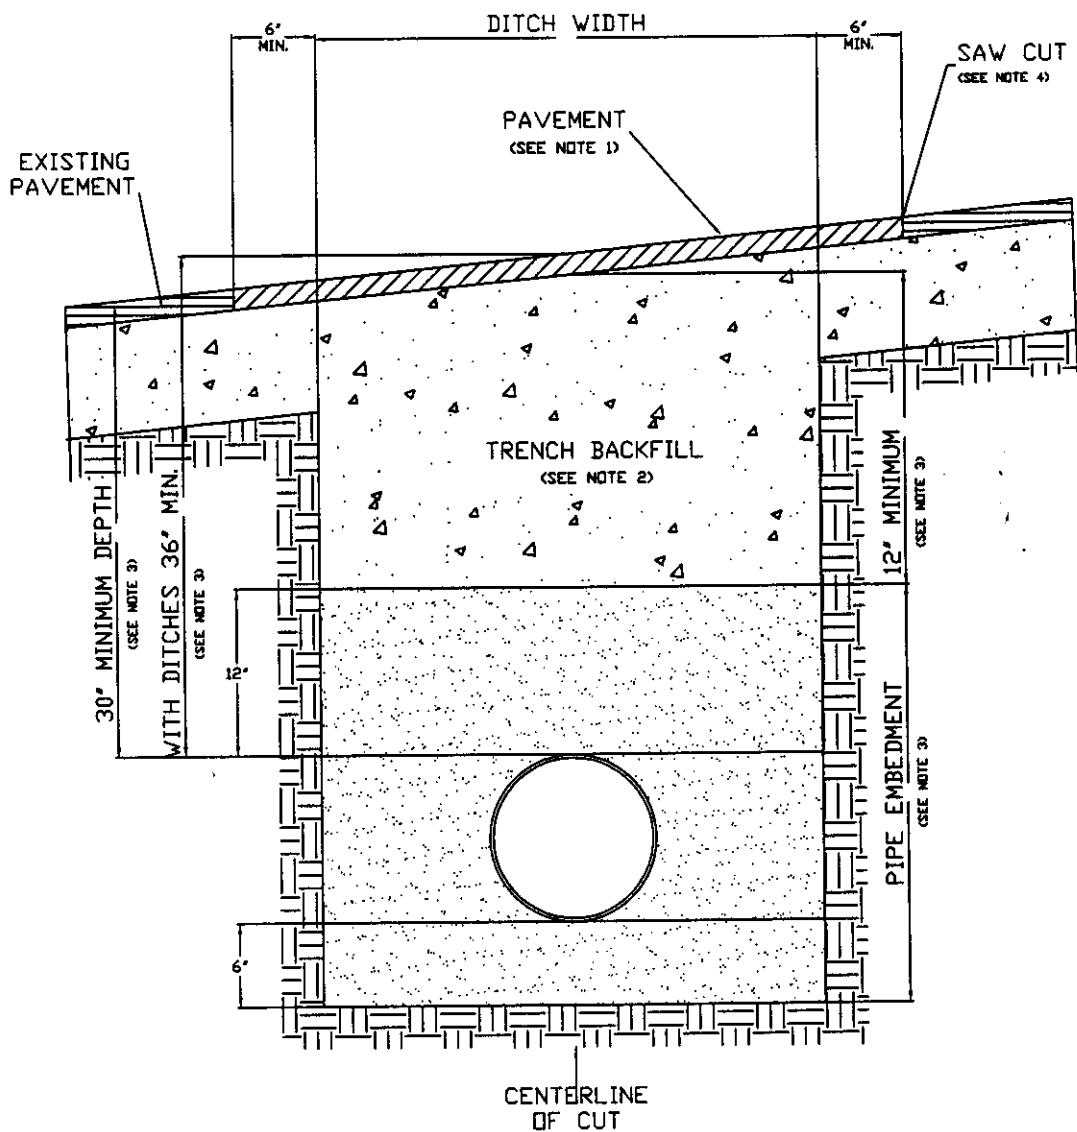 6"
MIN.
DITCH WIDTH
6"
MIN.
SAW CUT
(SEE NOTE 4)
PAVEMENT
(SEE NOTE 1)
EXISTING
PAVEMENT
TRENCH BACKFILL
(SEE NOTE 2)
30" MINIMUM DEPTH
(SEE NOTE 3)
WITH DITCHES 36" MIN.
(SEE NOTE 3)
12"
12" MINIMUM
(SEE NOTE 3)
PIPE EMBEDMENT
(SEE NOTE 3)
6"
CENTERLINE
OF CUT